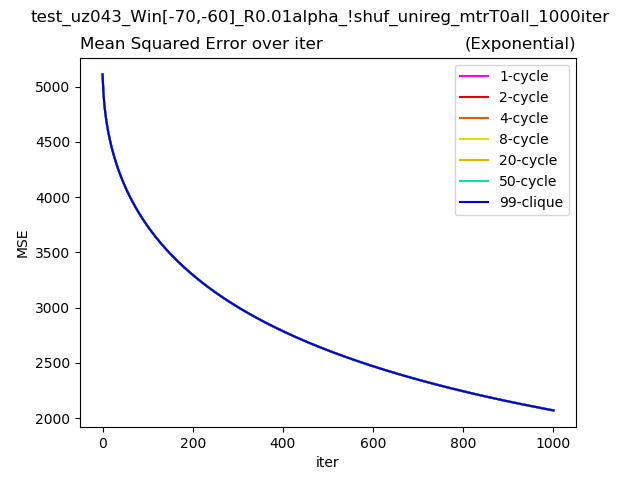 test_uz043_Win[-70,-60]_R0.01alpha_!shuf_unireg_mtrT0all_1000iter
Mean Squared Error over iter (Exponential)
1-cycle
2-cycle
4-cycle
8-cycle
20-cycle
50-cycle
99-clique
MSE
5000
4500
4000
3500
3000
2500
2000
0 200 400 600 800 1000
iter